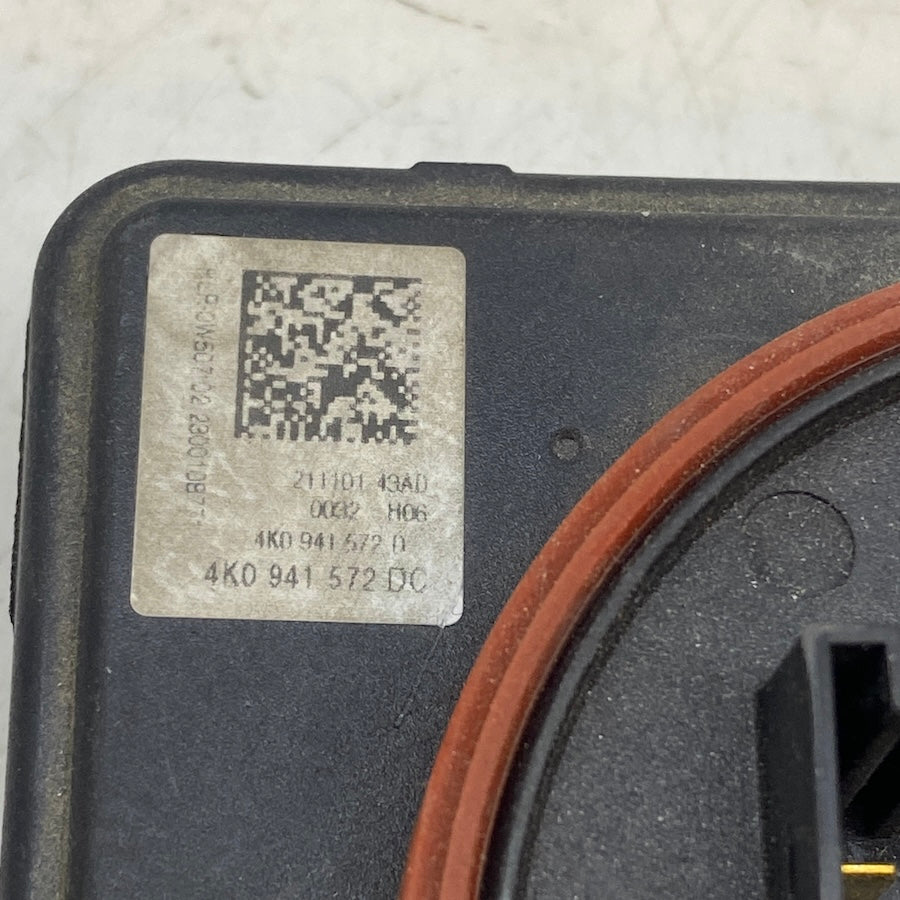 211101 43AD
0032 H06
4K0 941 572 D
4K0 941 572 DC